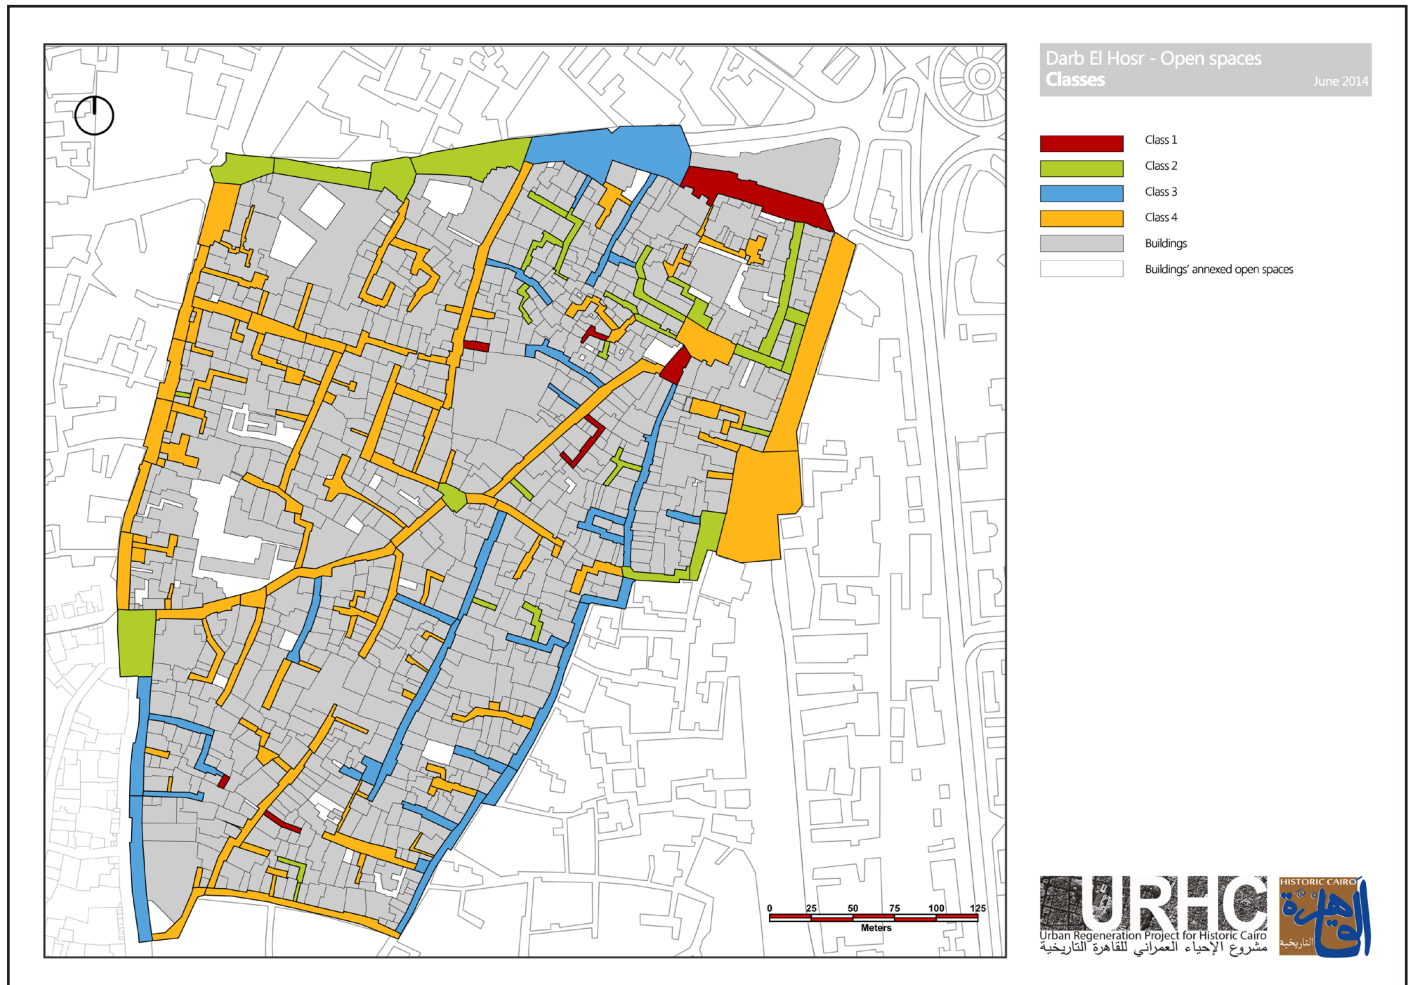 Darb El Hosr - Open spaces
Classes
June 2014
Class 1
Class 2
Class 3
Class 4
Buildings
Buildings' annexed open spaces
0 25 50 75 100 125
Meters
URHC
Urban Regeneration Project for Historic Cairo
مشروع الإحياء العمراني للقاهرة التاريخية
HISTORIC CAIRO
القاهرة
التاريخية